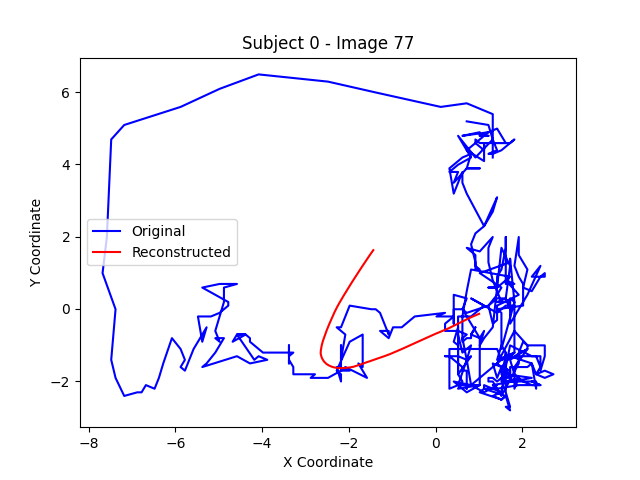 Subject 0 - Image 77
Y Coordinate
6
4
2
0
−2
Original
Reconstructed
−8
−6
−4
−2
0
2
X Coordinate